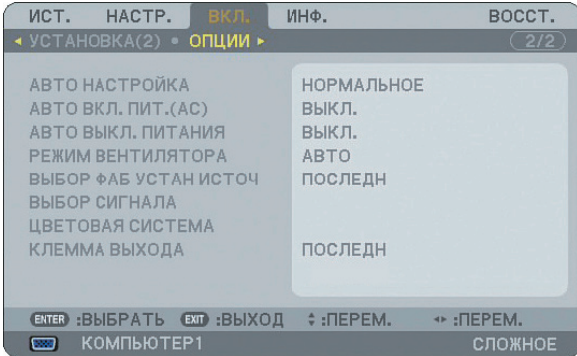 ИСТ. НАСТР. ВКЛ. ИНФ. ВОССТ.
УСТАНОВКА(2) • ОПЦИИ 2/2
АВТО НАСТРОЙКА НОРМАЛЬНОЕ
АВТО ВКЛ. ПИТ.(AC) ВЫКЛ.
АВТО ВЫКЛ. ПИТАНИЯ ВЫКЛ.
РЕЖИМ ВЕНТИЛЯТОРА АВТО
ВЫБОР ФАБ УСТАН ИСТОЧ ПОСЛЕДН
ВЫБОР СИГНАЛА
ЦВЕТОВАЯ СИСТЕМА
КЛЕММА ВЫХОДА ПОСЛЕДН
ENTER :ВЫБРАТЬ EXIT :ВЫХОД :ПЕРЕМ. :ПЕРЕМ.
КОМПЬЮТЕР1 СЛОЖНОЕ